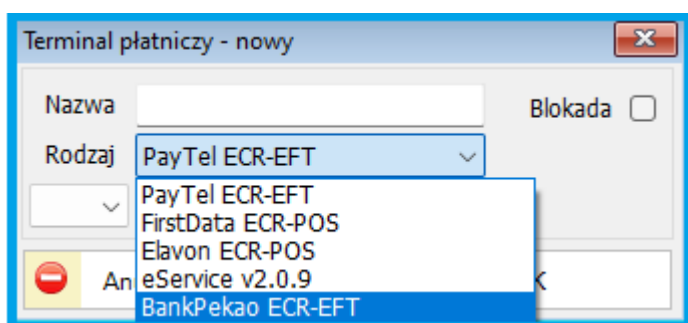 Terminal płatniczy - nowy
Nazwa
Blokada
Rodzaj PayTel ECR-EFT
PayTel ECR-EFT
FirstData ECR-POS
Elavon ECR-POS
eService v2.0.9
BankPekao ECR-EFT